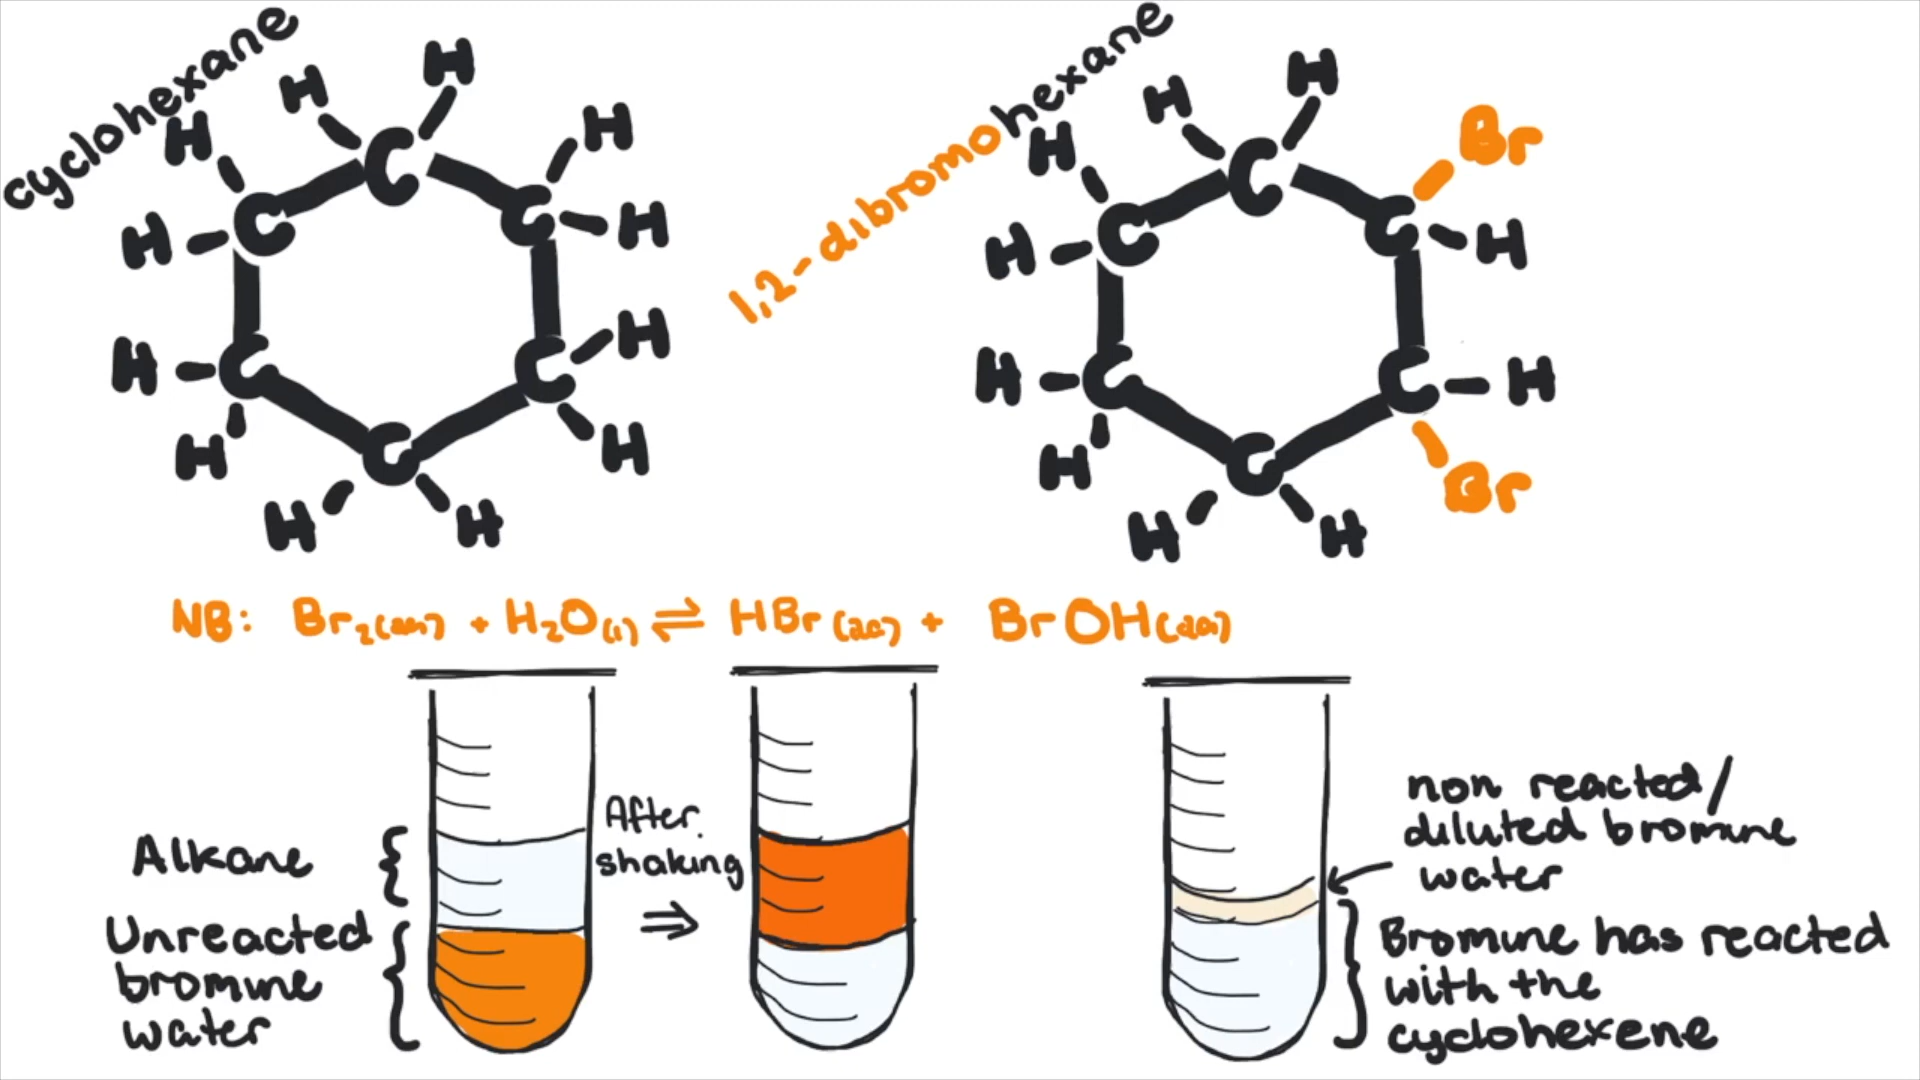 cyclohexane
H
H
H
H
H
H
H
H
H
H
H
H
C
C
C
C
C
C
1,2-dibromohexane
H
H
H
H
H
H
H
H
H
H
Br
Br
C
C
C
C
C
C
NB: Br2(aq) + H2O(l) ⇌ HBr(aq) + BrOH(aq)
Alkane
Unreacted
bromine
water
After
shaking
⇒
non reacted/
diluted bromine
water
Bromine has reacted
with the
cyclohexene